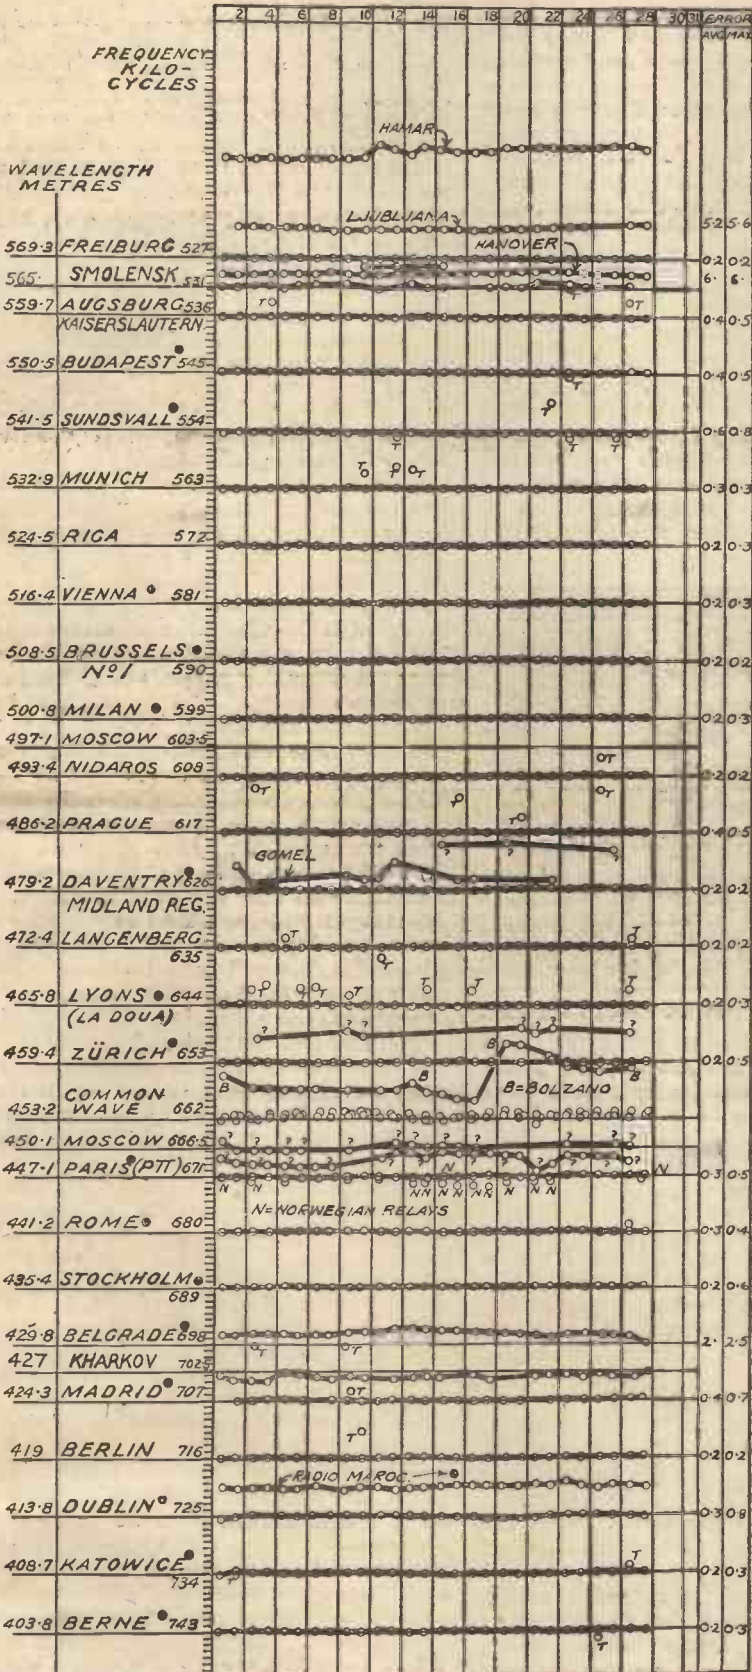 2 4 6 8 10 12 14 16 18 20 22 24 26 28 30 31 ERROR
AVG MAX
FREQUENCY
KILO-
CYCLES
HAMAR
WAVELENGTH
METRES
LJUBLJANA 5·2 5·6
569·3 FREIBURG 527 HANOVER 0·2 0·2
565· SMOLENSK 531 6· 6·
559·7 AUGSBURG 536 T T T
KAISERSLAUTERN 0·4 0·5
550·5 BUDAPEST 545 T 0·4 0·5
T
541·5 SUNDSVALL 554 T T T 0·6 0·8
T T T
532·9 MUNICH 563 0·3 0·3
524·5 RIGA 572 0·2 0·3
516·4 VIENNA 581 0·2 0·3
508·5 BRUSSELS 0·2 0·2
Nº1 590
500·8 MILAN 599 0·2 0·3
497·1 MOSCOW 603·5
T
493·4 NIDAROS 608 0·2 0·2
T T T
T
486·2 PRAGUE 617 0·4 0·5
? ? ?
GOMEL
479·2 DAVENTRY 626 0·2 0·2
MIDLAND REG.
T T
472·4 LANGENBERG 0·2 0·2
635 T
T T T T T T
465·8 LYONS 644 0·2 0·3
(LA DOUA)
? ? ? ? ? ? ?
459·4 ZÜRICH 653 B 0·2 0·5
B B B=BOLZANO B
COMMON
453·2 WAVE 662
450·1 MOSCOW 666·5 ? ? ? ? ? ? ? ? ? ? ?
447·1 PARIS (PTT) 671 N N 0·3 0·5
N N N N N N N N N N N
N=NORWEGIAN RELAYS
441·2 ROME 680 0·3 0·4
435·4 STOCKHOLM 0·2 0·6
689
429·8 BELGRADE 698 T T 2· 2·5
427 KHARKOV 702·5
424·3 MADRID 707 T 0·4 0·7
T
419 BERLIN 716 0·2 0·2
RADIO MAROC.
413·8 DUBLIN 725 0·3 0·8
T
408·7 KATOWICE 0·2 0·3
734 T
403·8 BERNE 743 0·2 0·3
T